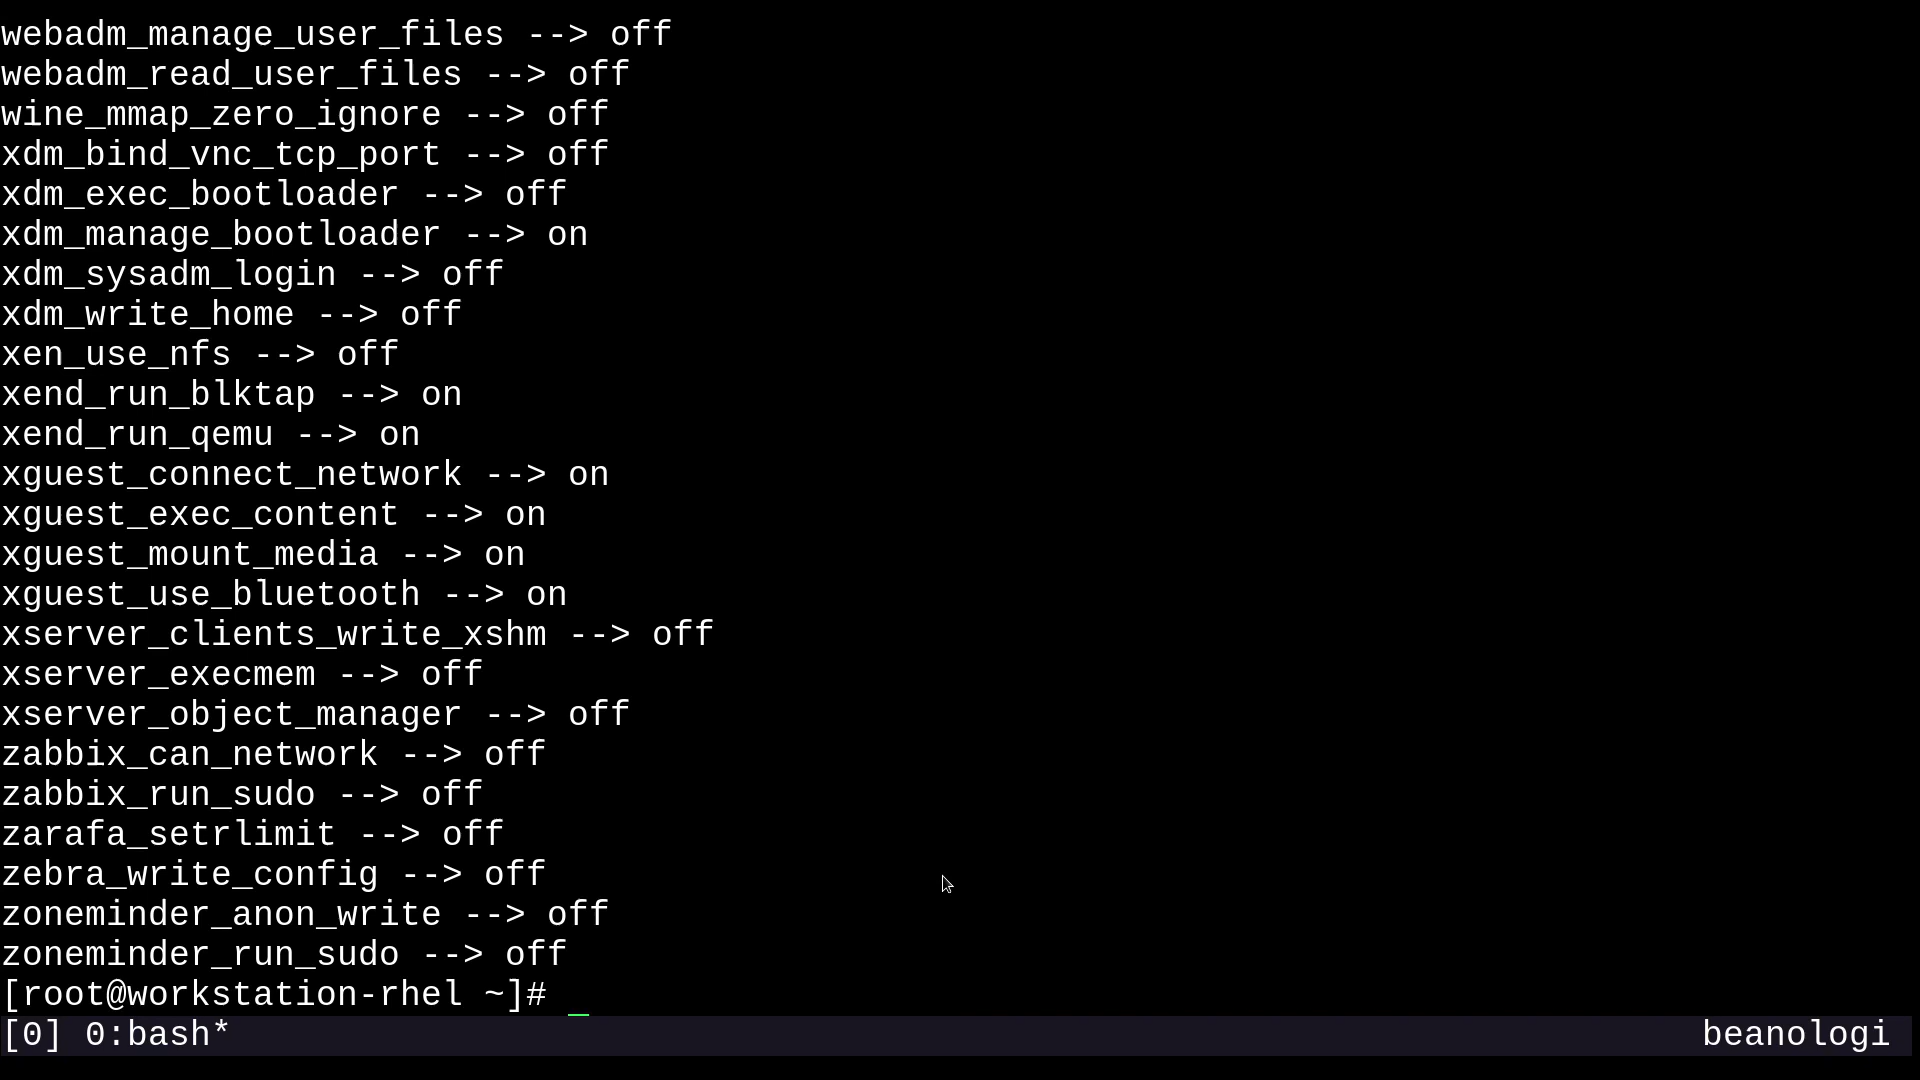 webadm_manage_user_files --> off
webadm_read_user_files --> off
wine_mmap_zero_ignore --> off
xdm_bind_vnc_tcp_port --> off
xdm_exec_bootloader --> off
xdm_manage_bootloader --> on
xdm_sysadm_login --> off
xdm_write_home --> off
xen_use_nfs --> off
xend_run_blktap --> on
xend_run_qemu --> on
xguest_connect_network --> on
xguest_exec_content --> on
xguest_mount_media --> on
xguest_use_bluetooth --> on
xserver_clients_write_xshm --> off
xserver_execmem --> off
xserver_object_manager --> off
zabbix_can_network --> off
zabbix_run_sudo --> off
zarafa_setrlimit --> off
zebra_write_config --> off
zoneminder_anon_write --> off
zoneminder_run_sudo --> off
[root@workstation-rhel ~]#
[0] 0:bash* beanologi